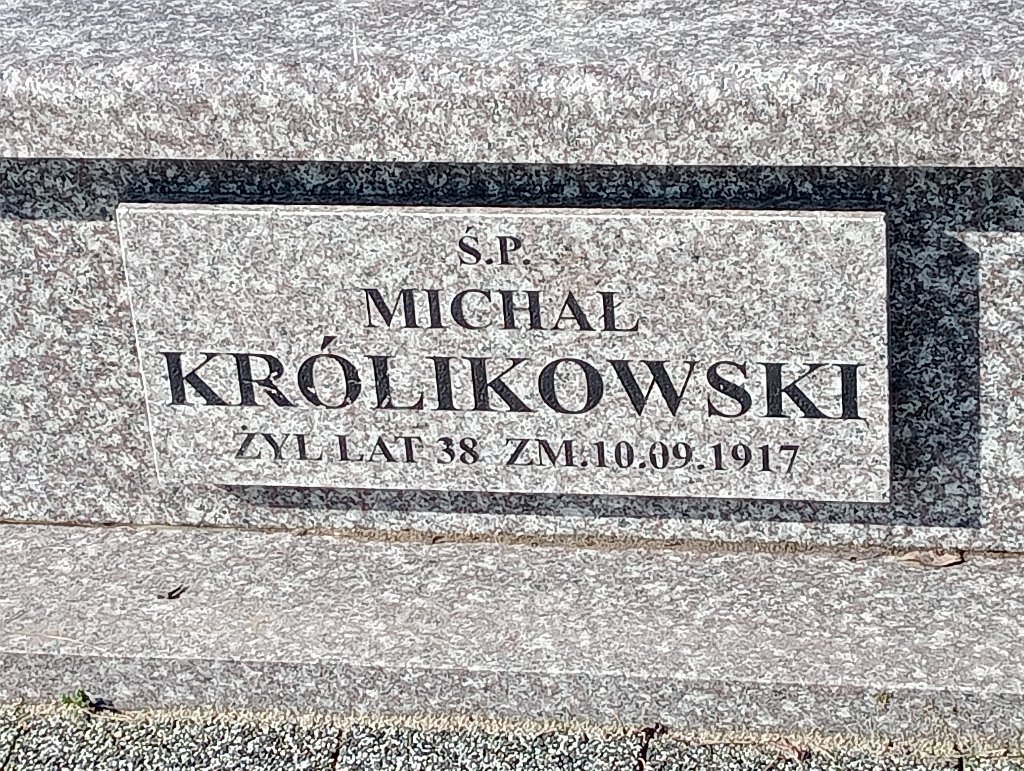 Ś.P.
MICHAŁ
KRÓLIKOWSKI
ŻYŁ LAT 38 ZM.10.09.1917